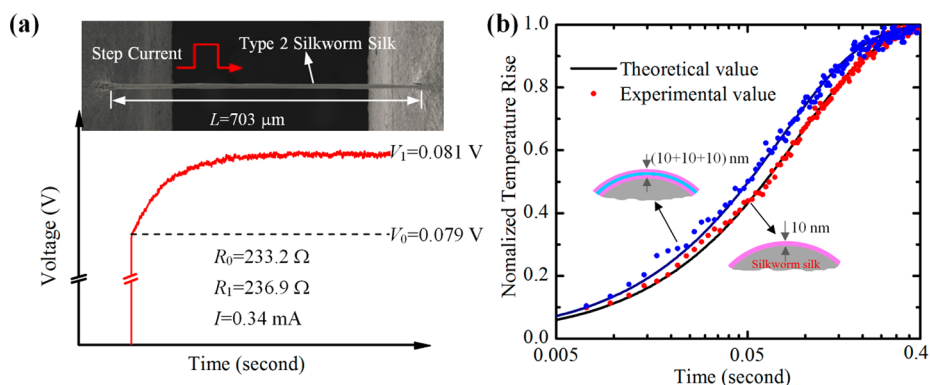 (a)
Step Current
Type 2 Silkworm Silk
L=703 μm
V1=0.081 V
V0=0.079 V
R0=233.2 Ω
R1=236.9 Ω
I=0.34 mA
Voltage (V)
Time (second)
(b)
Nomalized Temperature Rise
1.0
0.8
0.6
0.4
0.2
0.0
Theoretical value
Experimental value
(10+10+10) nm
10 nm
Silkworm silk
0.005
0.05
0.4
Time (second)